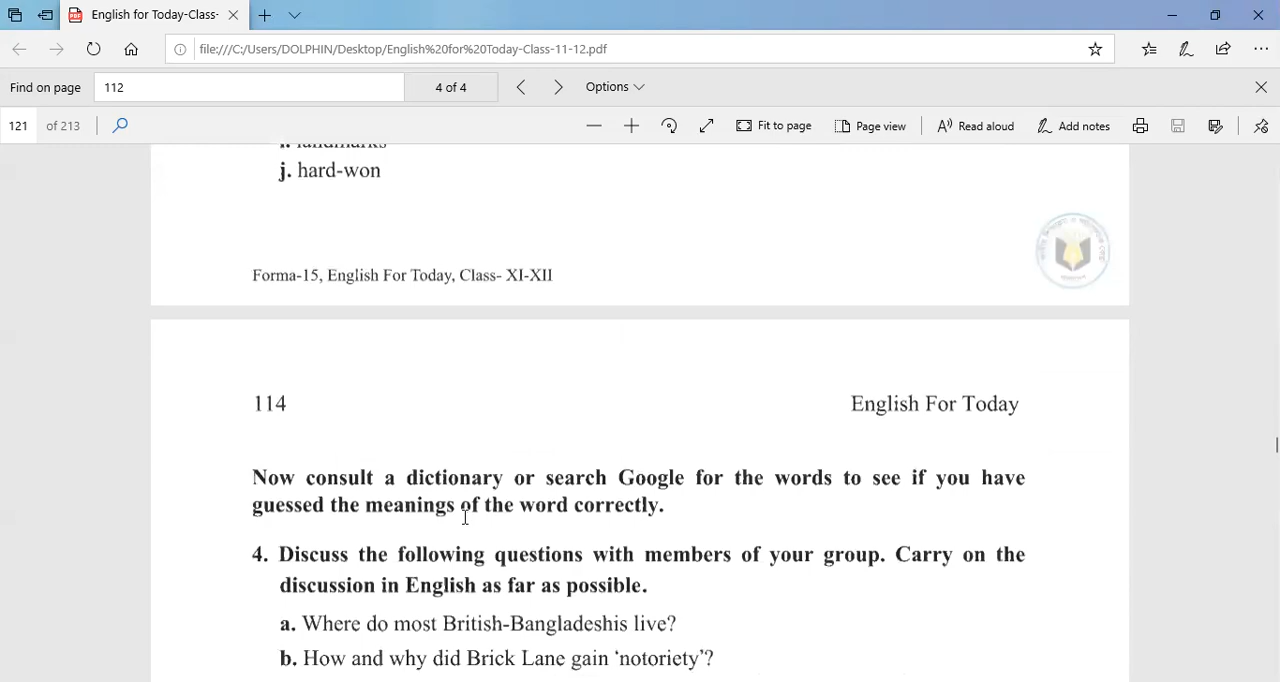 English for Today-Class-
file:///C:/Users/DOLPHIN/Desktop/English%20for%20Today-Class-11-12.pdf
Find on page 112 4 of 4 Options
121 of 213 Fit to page Page view Read aloud Add notes
i. landmarks
j. hard-won
Forma-15, English For Today, Class- XI-XII
114 English For Today
Now consult a dictionary or search Google for the words to see if you have
guessed the meanings of the word correctly.
4. Discuss the following questions with members of your group. Carry on the
discussion in English as far as possible.
a. Where do most British-Bangladeshis live?
b. How and why did Brick Lane gain ‘notoriety’?